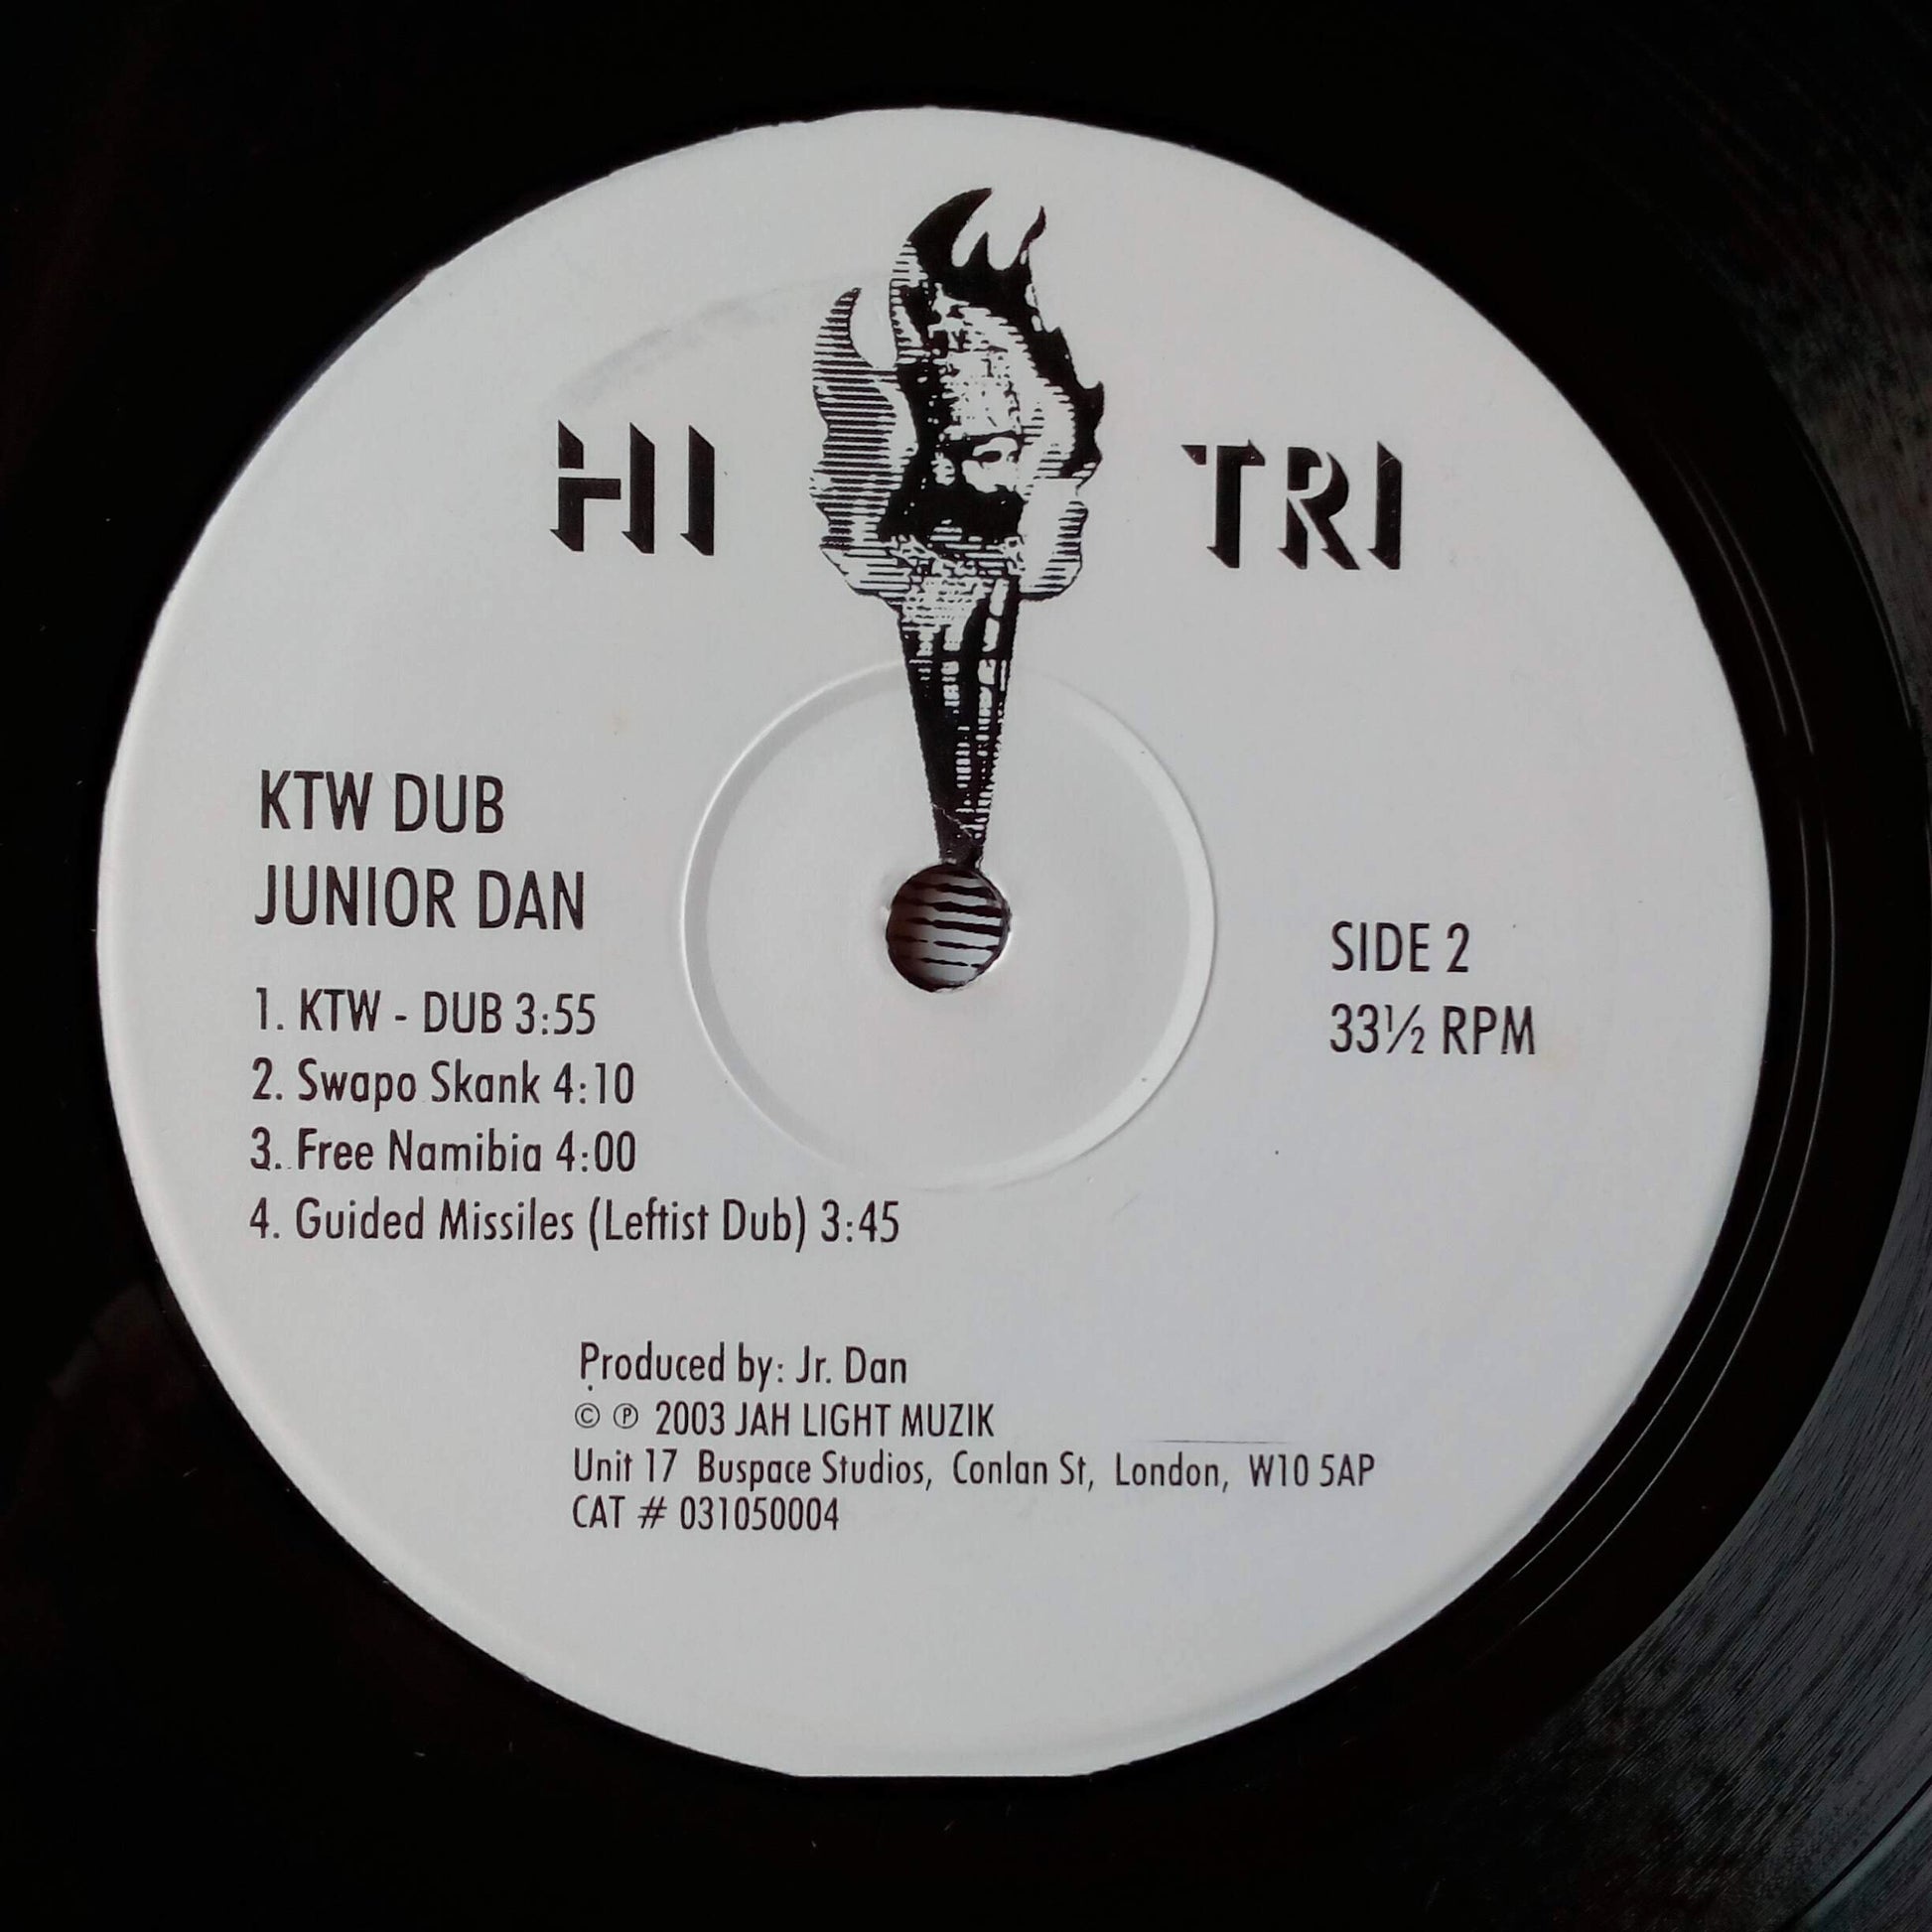 HI TRI
KTW DUB
JUNIOR DAN
1. KTW - DUB 3:55
2. Swapo Skank 4:10
3. Free Namibia 4:00
4. Guided Missiles (Leftist Dub) 3:45
SIDE 2
33½ RPM
Produced by: Jr. Dan
© ℗ 2003 JAH LIGHT MUZIK
Unit 17 Buspace Studios, Conlan St, London, W10 5AP
CAT # 031050004